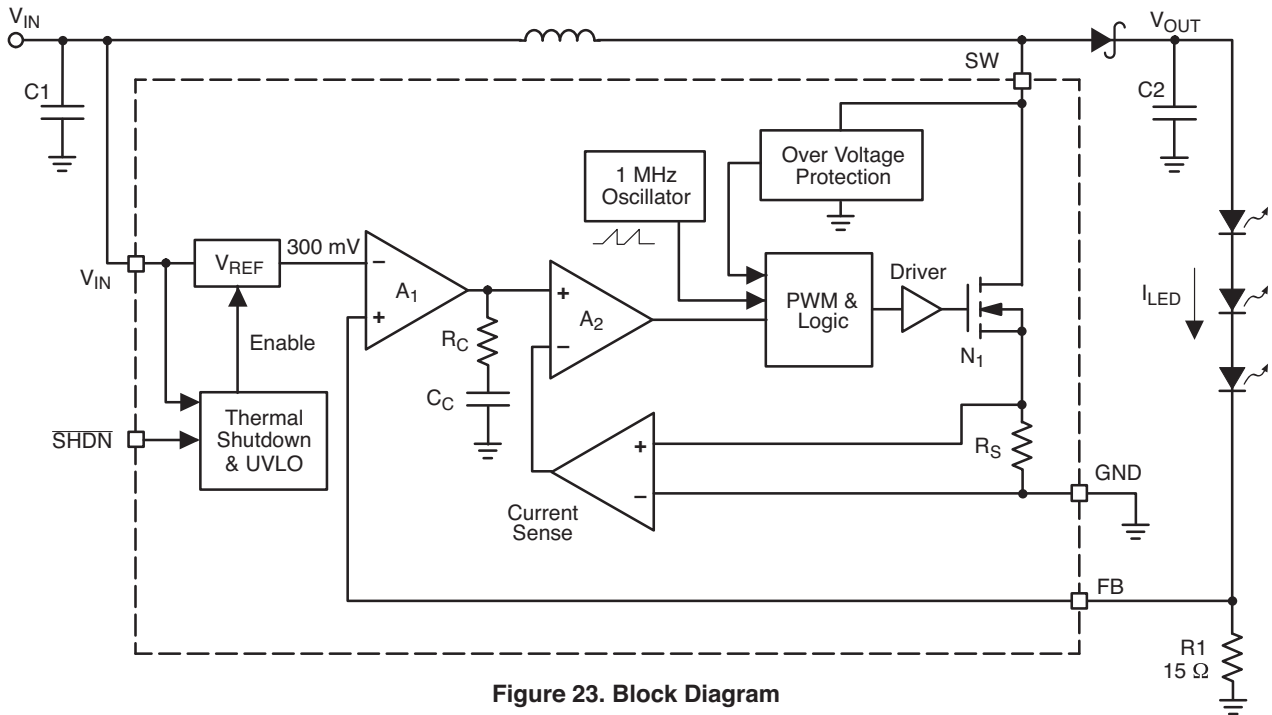 VIN
VOUT
SW
C1
C2
Over Voltage
Protection
1 MHz
Oscillator
300 mV
VREF
VIN
−
+
A1
+
−
A2
PWM &
Logic
Driver
N1
ILED
Enable
RC
CC
Thermal
Shutdown
& UVLO
SHDN
+
−
Current
Sense
RS
GND
FB
R1
15 Ω
Figure 23. Block Diagram